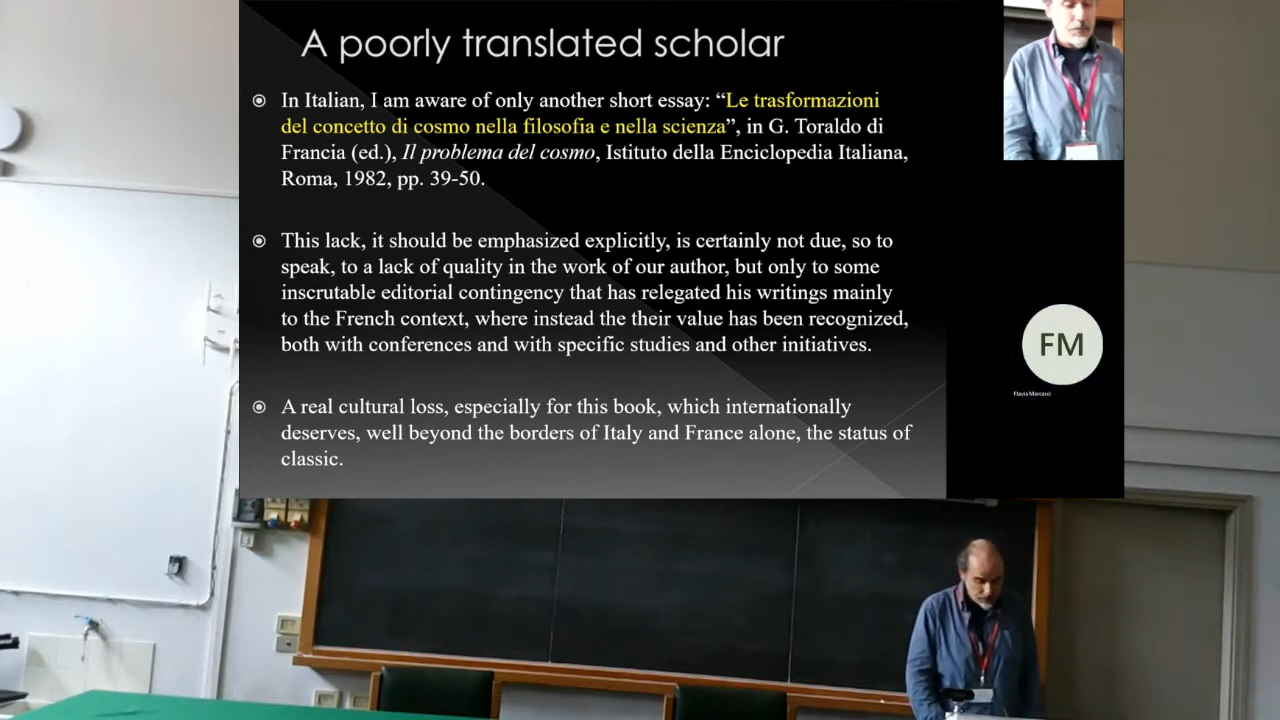 A poorly translated scholar
In Italian, I am aware of only another short essay: “Le trasformazioni
del concetto di cosmo nella filosofia e nella scienza”, in G. Toraldo di
Francia (ed.), Il problema del cosmo, Istituto della Enciclopedia Italiana,
Roma, 1982, pp. 39-50.
This lack, it should be emphasized explicitly, is certainly not due, so to
speak, to a lack of quality in the work of our author, but only to some
inscrutable editorial contingency that has relegated his writings mainly
to the French context, where instead the their value has been recognized,
both with conferences and with specific studies and other initiatives.
A real cultural loss, especially for this book, which internationally
deserves, well beyond the borders of Italy and France alone, the status of
classic.
FM
Flavia Marcacci